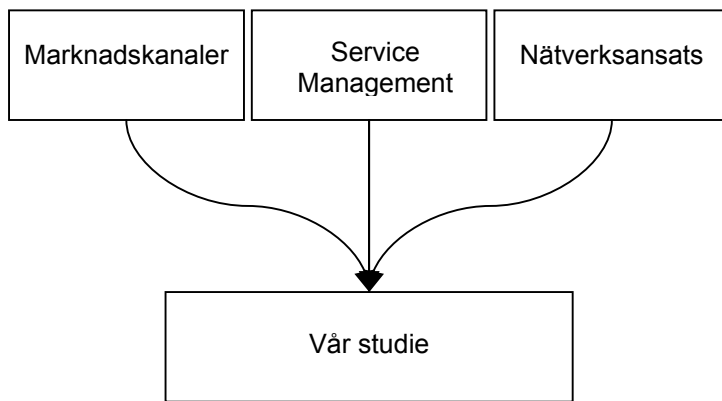 Marknadskanaler
Service
Management
Nätverksansats
Vår studie